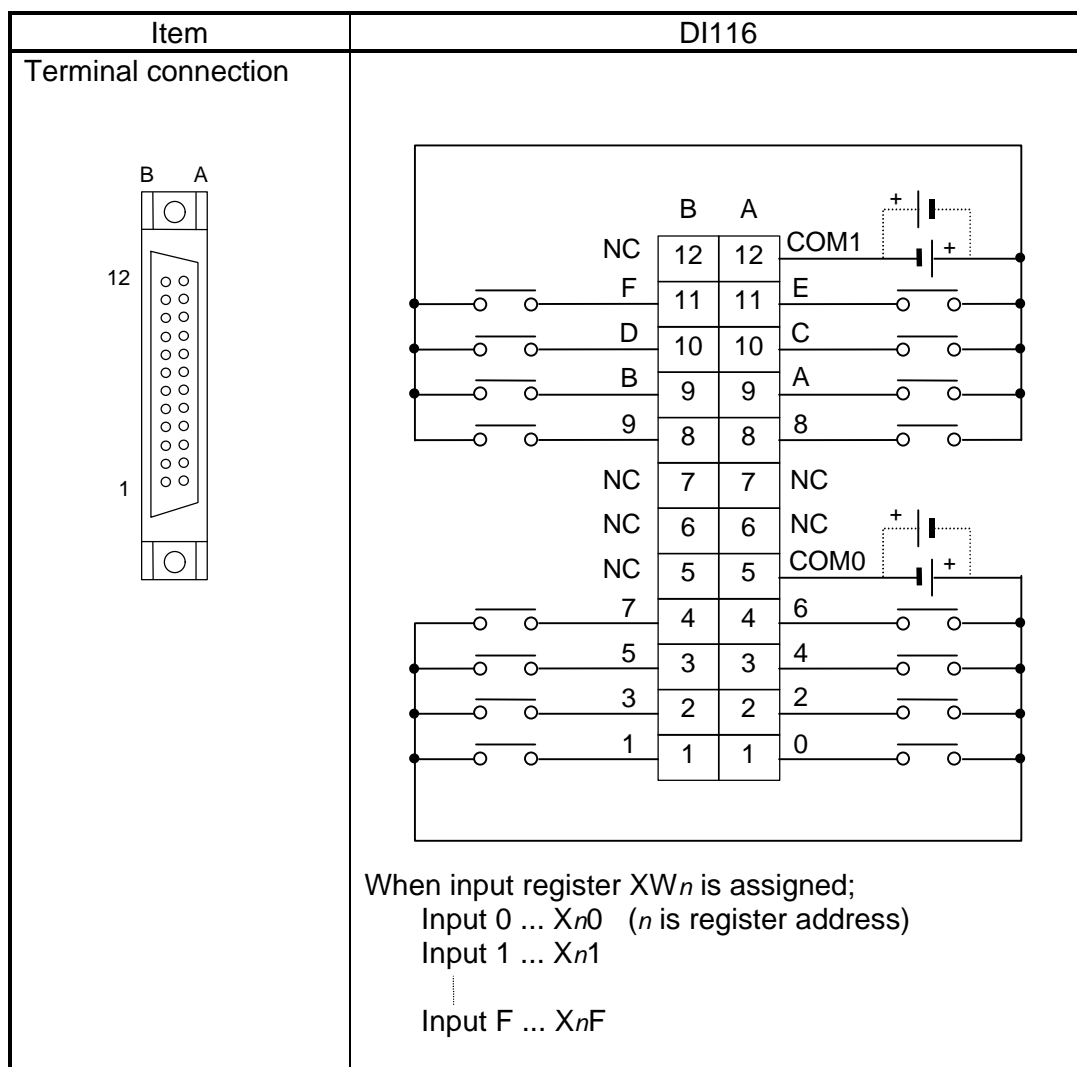 Item DI116
Terminal connection
B A
12
1
B A
+
NC 12 12 COM1 +
F 11 11 E
D 10 10 C
B 9 9 A
9 8 8 8
NC 7 7 NC
NC 6 6 NC +
NC 5 5 COM0 +
7 4 4 6
5 3 3 4
3 2 2 2
1 1 1 0
When input register XWn is assigned;
Input 0 ... Xn0 (n is register address)
Input 1 ... Xn1
Input F ... XnF